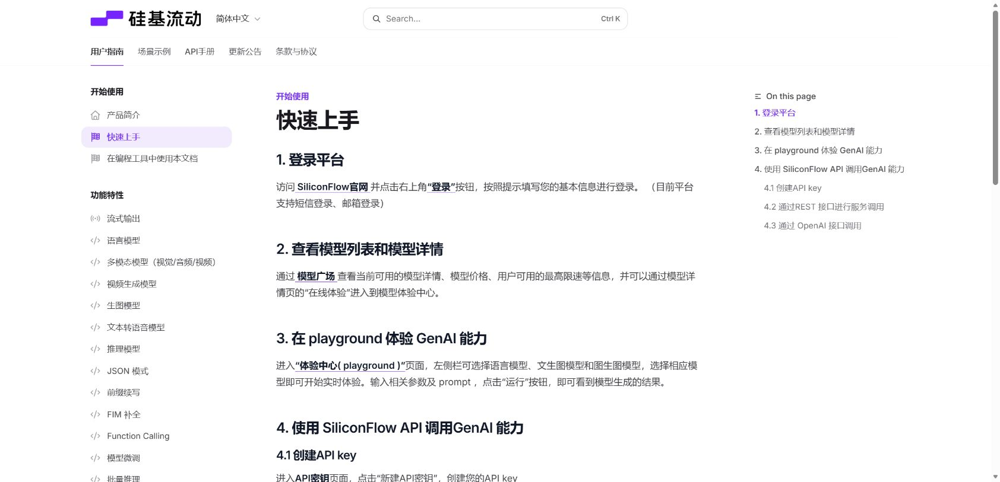 硅基流动
简体中文
Search...
Ctrl K
用户指南 场景示例 API手册 更新公告 条款与协议
开始使用
产品简介
快速上手
在编程工具中使用本文档
功能特性
流式输出
语言模型
多模态模型（视觉/音频/视频）
视频生成模型
生图模型
文本转语音模型
推理模型
JSON 模式
前缀续写
FIM 补全
Function Calling
模型微调
批量推理
开始使用
快速上手
1. 登录平台
访问 SiliconFlow官网 并点击右上角“登录”按钮，按照提示填写您的基本信息进行登录。 （目前平台
支持短信登录、邮箱登录）
2. 查看模型列表和模型详情
通过 模型广场 查看当前可用的模型详情、模型价格、用户可用的最高限速等信息，并可以通过模型详
情页的“在线体验”进入到模型体验中心。
3. 在 playground 体验 GenAI 能力
进入“体验中心( playground )”页面，左侧栏可选择语言模型、文生图模型和图生图模型，选择相应模
型即可开始实时体验。输入相关参数及 prompt ，点击“运行”按钮，即可看到模型生成的结果。
4. 使用 SiliconFlow API 调用GenAI 能力
4.1 创建API key
进入API密钥页面，点击“新建API密钥”，创建您的API key
On this page
1. 登录平台
2. 查看模型列表和模型详情
3. 在 playground 体验 GenAI 能力
4. 使用 SiliconFlow API 调用GenAI 能力
4.1 创建API key
4.2 通过REST 接口进行服务调用
4.3 通过 OpenAI 接口调用